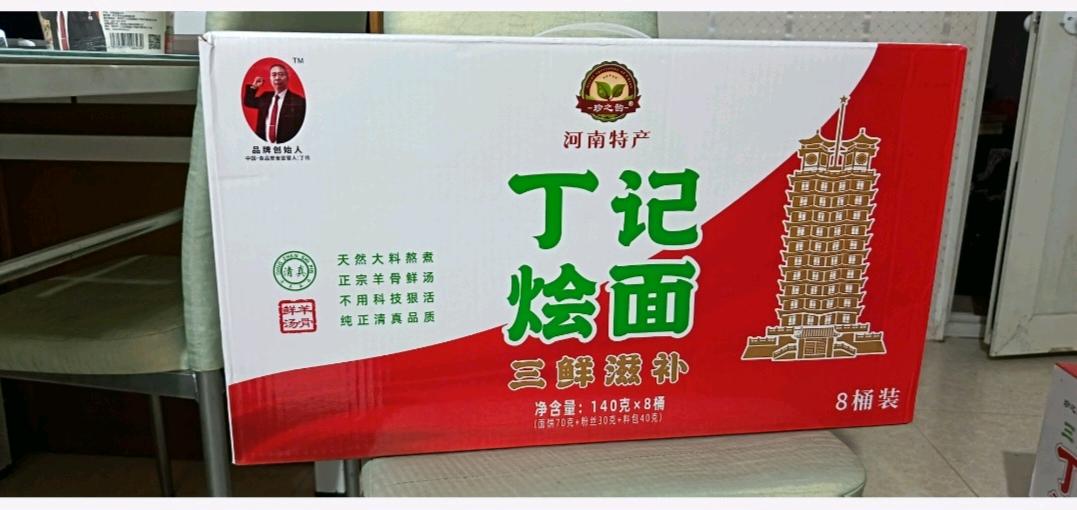 TM
品牌创始人
珍之韵
河南特产
丁记
烩面
三鲜滋补
净含量：140克×8桶
(面饼70克+粉丝30克+料包40克)
清真
天然大料熬煮
正宗羊骨鲜汤
不用科技狠活
纯正清真品质
鲜羊
汤骨
8桶装
三
丁